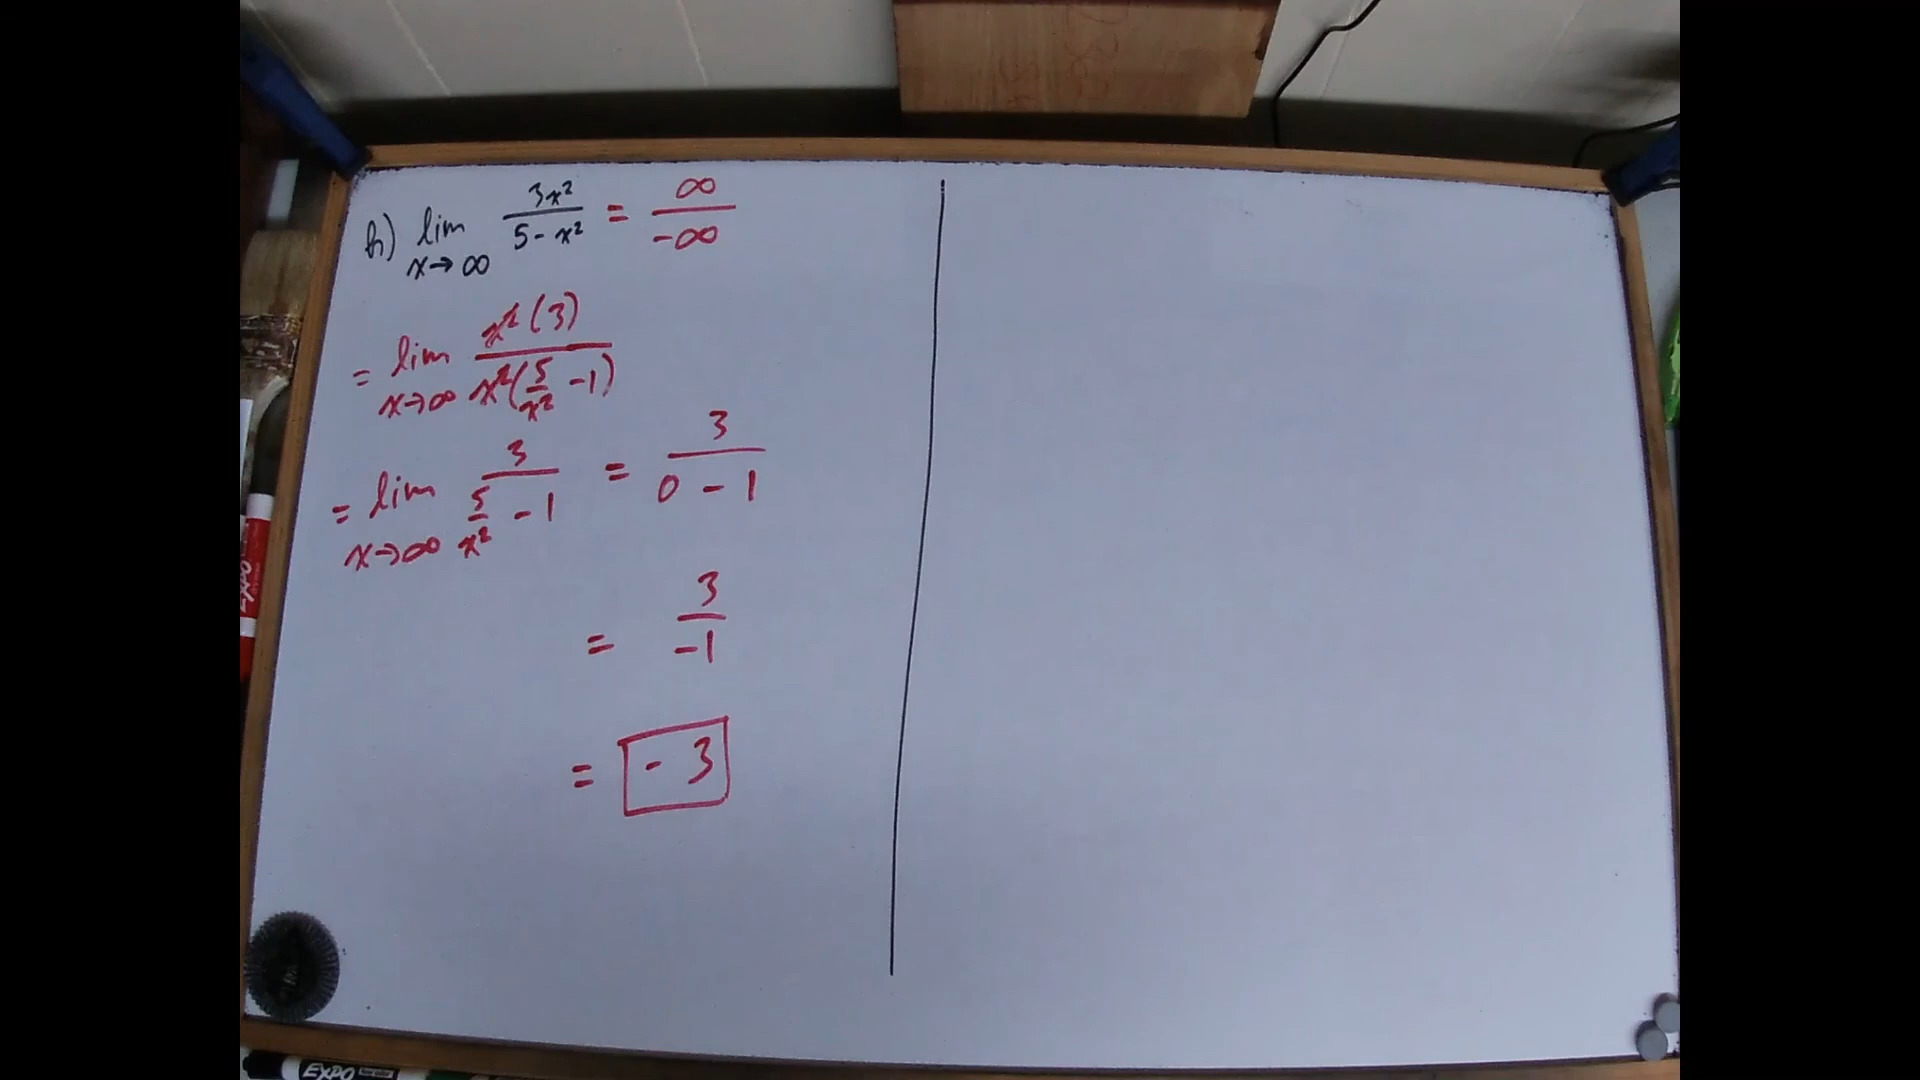 h) lim x→∞ 3x² / 5 - x² = ∞ / -∞
= lim x→∞ x²(3) / x²(5/x² - 1)
= lim x→∞ 3 / 5/x² - 1 = 3 / 0 - 1
= 3 / -1
= - 3
EXPO
EXPO